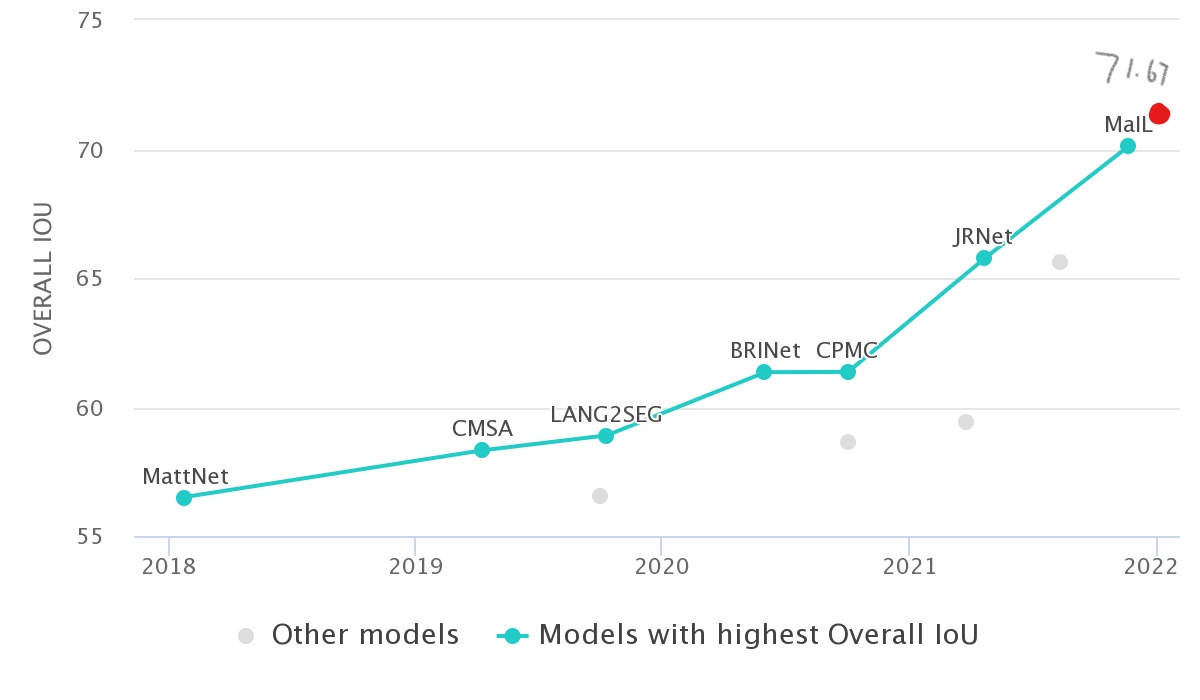 75
71.67
MaIL
70
JRNet
65
BRINet CPMC
60
LANG2SEG
CMSA
MattNet
55
OVERALL IOU
2018 2019 2020 2021 2022
Other models Models with highest Overall IoU